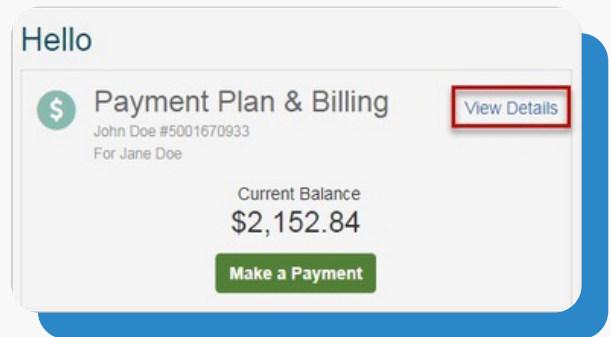 Hello
$
Payment Plan & Billing
View Details
John Doe #5001670933
For Jane Doe
Current Balance
$2,152.84
Make a Payment